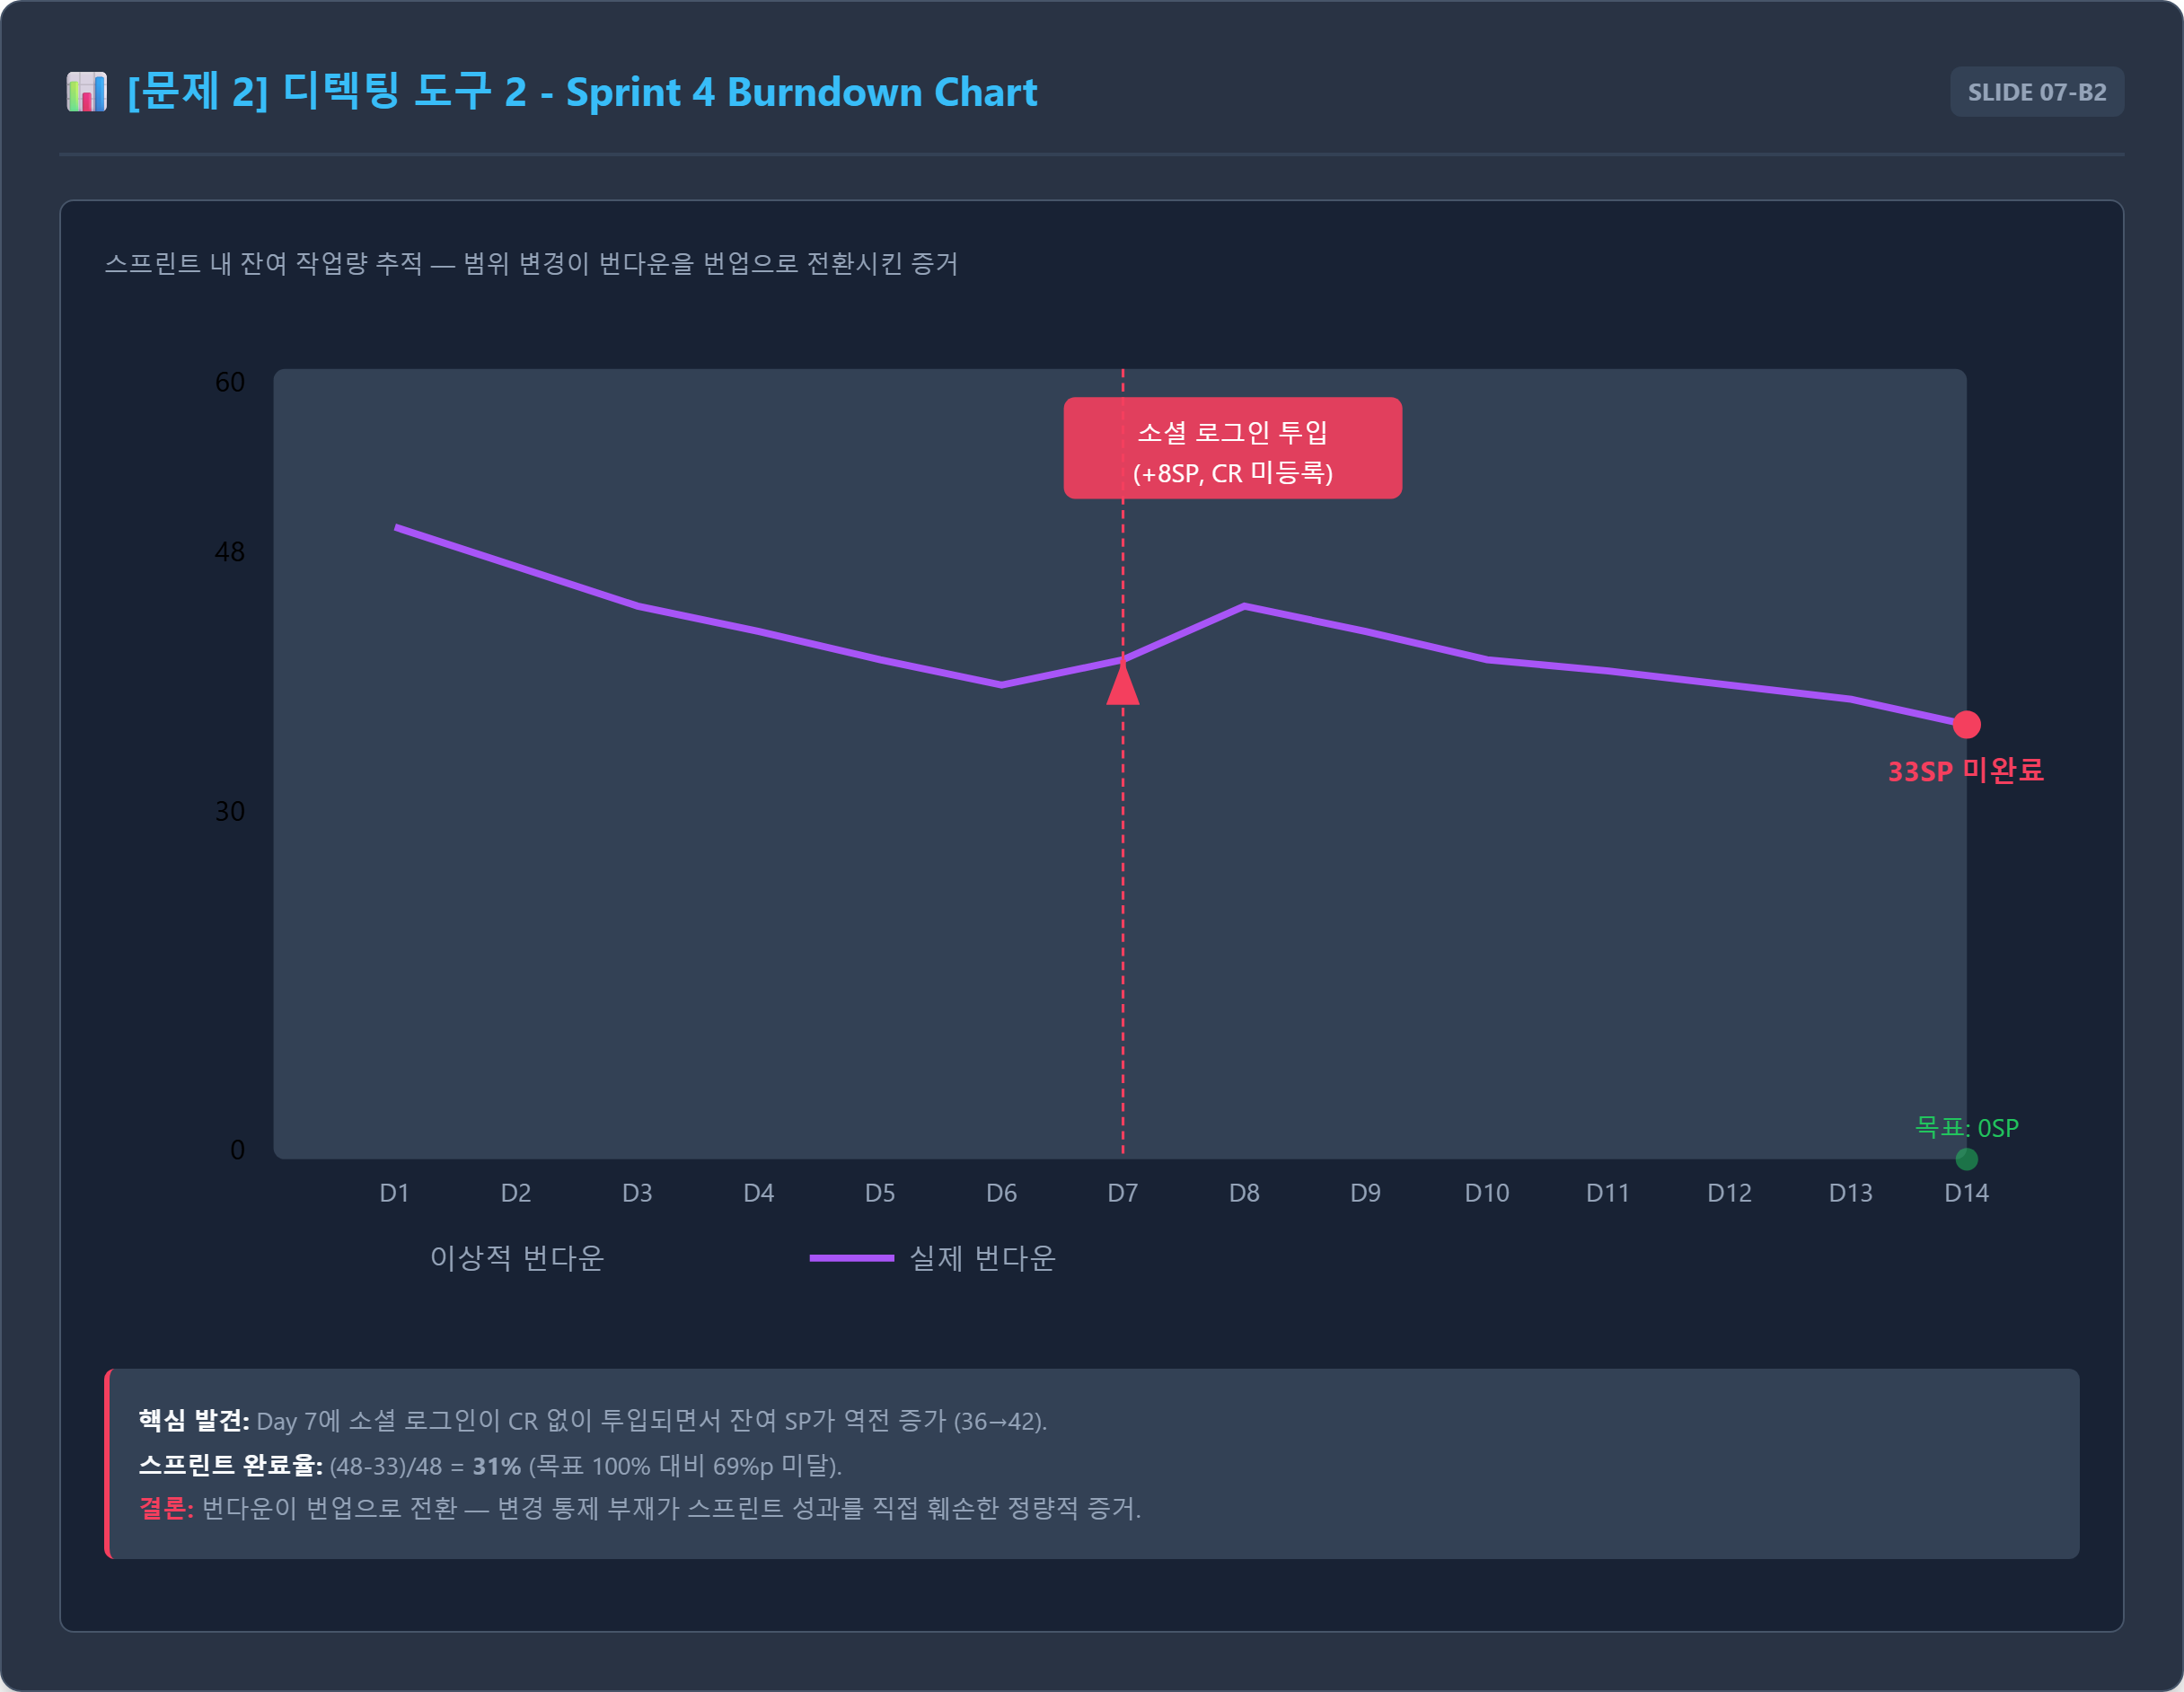 [문제 2] 디텍팅 도구 2 - Sprint 4 Burndown Chart
SLIDE 07-B2
스프린트 내 잔여 작업량 추적 — 범위 변경이 번다운을 번업으로 전환시킨 증거
60
48
30
0
소셜 로그인 투입
(+8SP, CR 미등록)
33SP 미완료
목표: 0SP
D1 D2 D3 D4 D5 D6 D7 D8 D9 D10 D11 D12 D13 D14
이상적 번다운 실제 번다운
핵심 발견: Day 7에 소셜 로그인이 CR 없이 투입되면서 잔여 SP가 역전 증가 (36→42).
스프린트 완료율: (48-33)/48 = 31% (목표 100% 대비 69%p 미달).
결론: 번다운이 번업으로 전환 — 변경 통제 부재가 스프린트 성과를 직접 훼손한 정량적 증거.